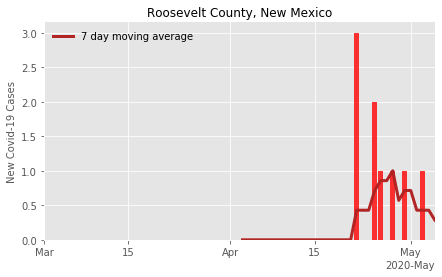 Roosevelt County, New Mexico
7 day moving average
New Covid-19 Cases
3.0
2.5
2.0
1.5
1.0
0.5
0.0
Mar 15 Apr 15 May
2020-May